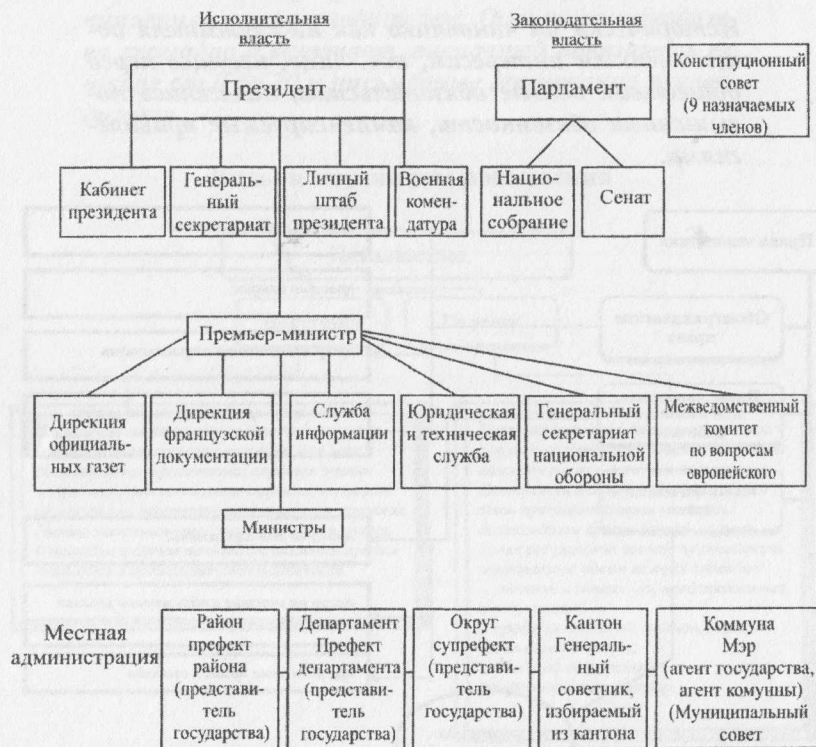 Исполнительная
власть
Законодательная
власть
Президент
Парламент
Конституционный
совет
(9 назначаемых
членов)
Кабинет
президента
Генераль-
ный
секретариат
Личный
штаб
президента
Военная
комен-
датура
Нацио-
нальное
собрание
Сенат
Премьер-министр
Дирекция
официаль-
ных газет
Дирекция
французской
документации
Служба
информации
Юридическая
и техническая
служба
Генеральный
секретариат
национальной
обороны
Межведомственный
комитет
по вопросам
европейского
Министры
Местная
администрация
Район
префект
района
(представи-
тель
государства)
Департамент
Префект
департамента
(представи-
тель
государства)
Округ
супрефект
(представи-
тель
государства)
Кантон
Генераль-
ный
советник,
избираемый
из кантона
Коммуна
Мэр
(агент государства,
агент комуны)
(Муниципальный
совет